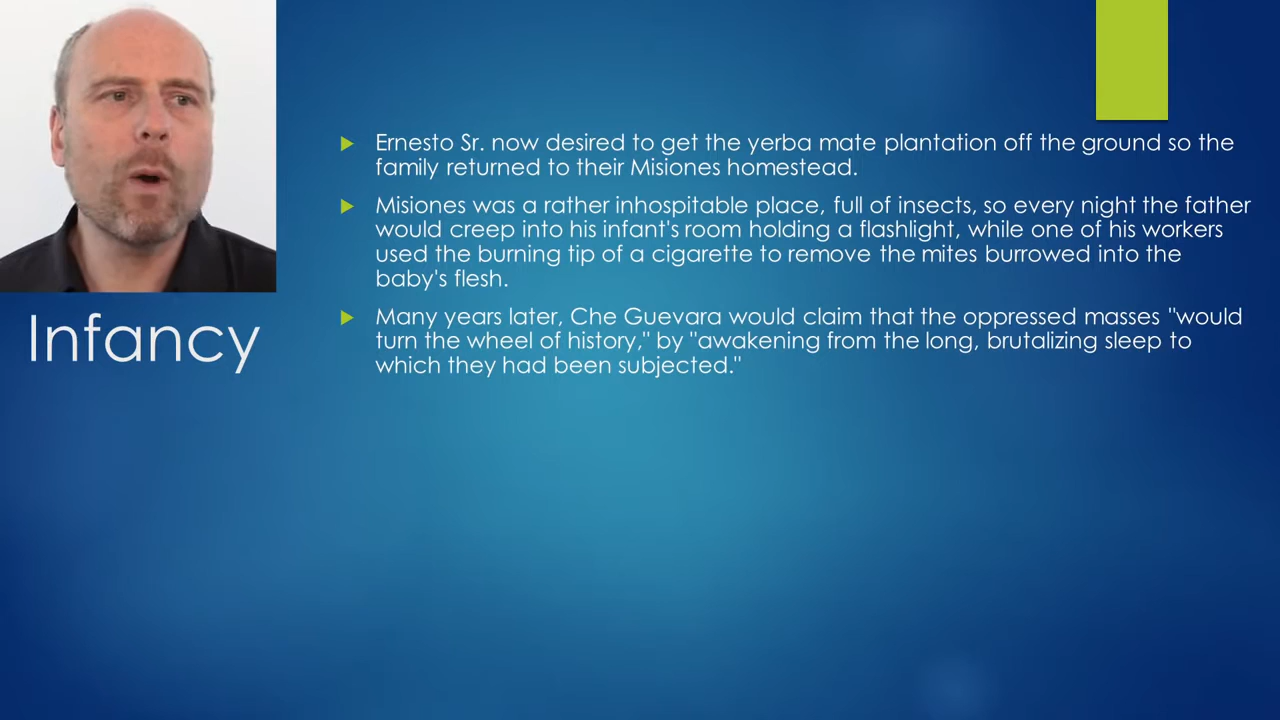 Ernesto Sr. now desired to get the yerba mate plantation off the ground so the
family returned to their Misiones homestead.
Misiones was a rather inhospitable place, full of insects, so every night the father
would creep into his infant's room holding a flashlight, while one of his workers
used the burning tip of a cigarette to remove the mites burrowed into the
baby's flesh.
Many years later, Che Guevara would claim that the oppressed masses "would
turn the wheel of history," by "awakening from the long, brutalizing sleep to
which they had been subjected."
Infancy